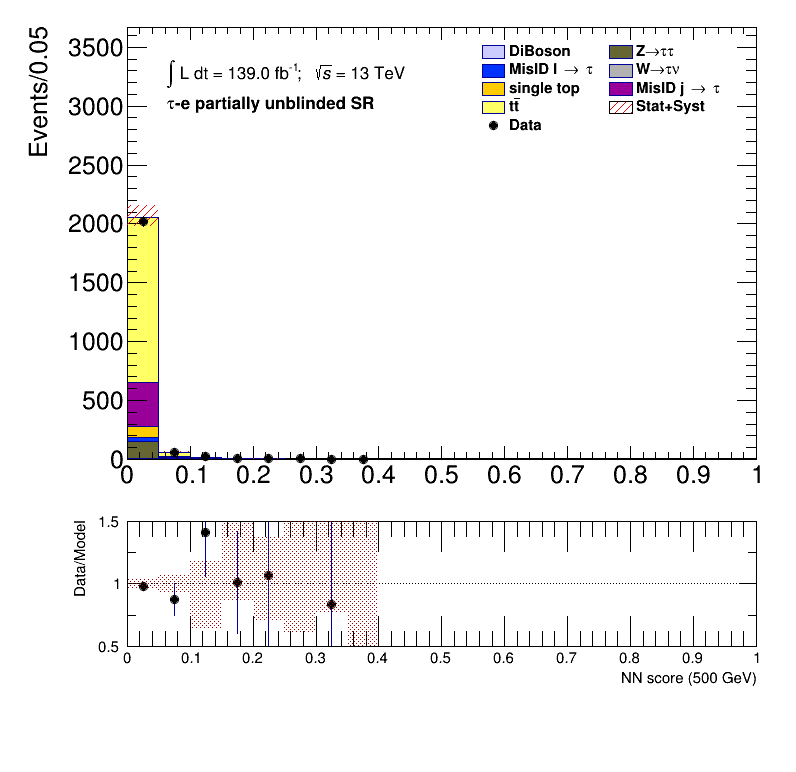 Events/0.05
3500
3000
2500
2000
1500
1000
500
0
∫ L dt = 139.0 fb⁻¹; √s = 13 TeV
τ-e partially unblinded SR
DiBoson
MisID l → τ
single top
tt̄
Data
Z→ττ
W→τν
MisID j → τ
Stat+Syst
0 0.1 0.2 0.3 0.4 0.5 0.6 0.7 0.8 0.9 1
Data/Model
1.5
1
0.5
0 0.1 0.2 0.3 0.4 0.5 0.6 0.7 0.8 0.9 1
NN score (500 GeV)